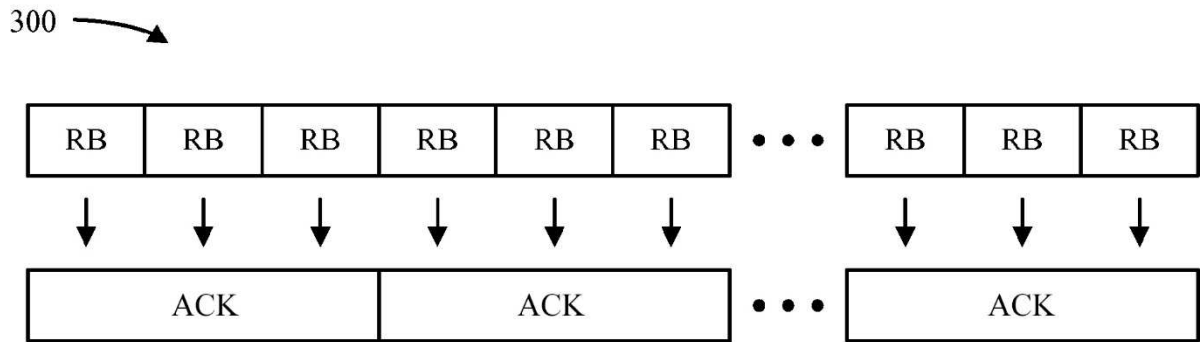 300
RB RB RB RB RB RB • • • RB RB RB
ACK ACK • • • ACK